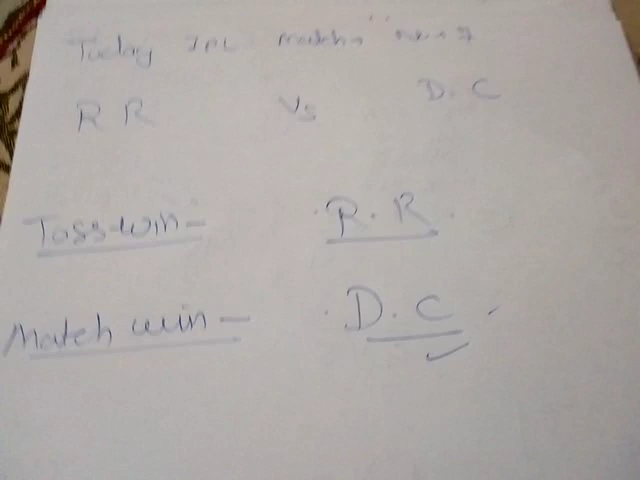 Today IPL Match
R R Vs D. C
Toss win - R. R.
Match win - D. C